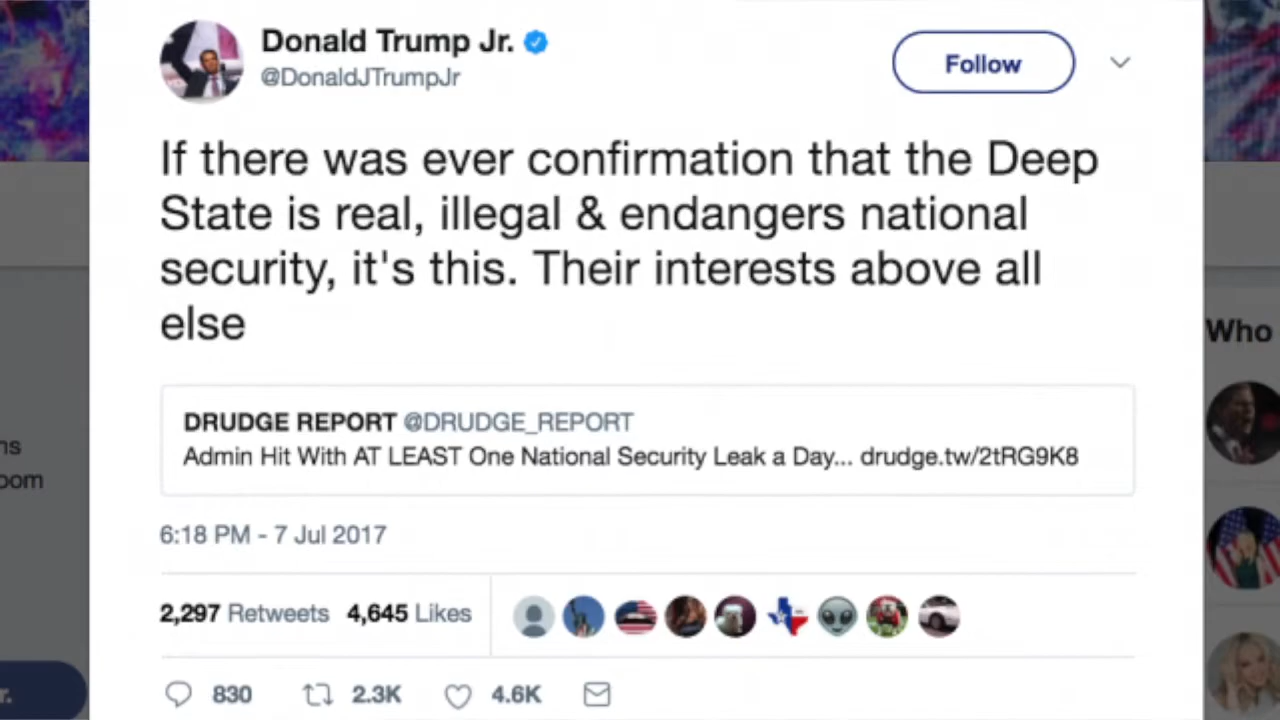 Donald Trump Jr.
@DonaldJTrumpJr
Follow
If there was ever confirmation that the Deep
State is real, illegal & endangers national
security, it's this. Their interests above all
else
DRUDGE REPORT @DRUDGE_REPORT
Admin Hit With AT LEAST One National Security Leak a Day... drudge.tw/2tRG9K8
6:18 PM - 7 Jul 2017
2,297 Retweets 4,645 Likes
830 2.3K 4.6K
Who